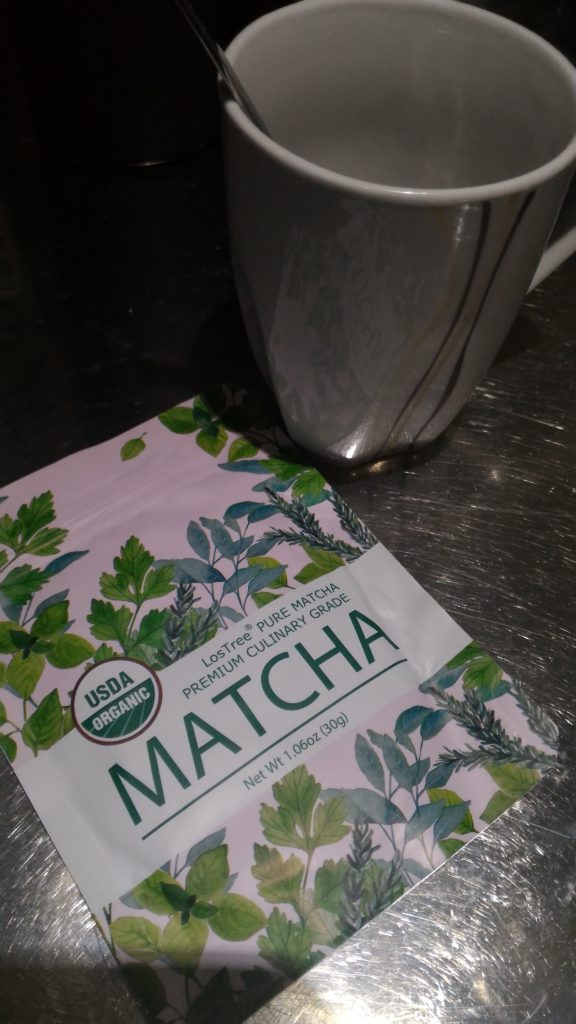 LosTree® PURE MATCHA
PREMIUM CULINARY GRADE
USDA
ORGANIC
MATCHA
Net Wt 1.06oz (30g)